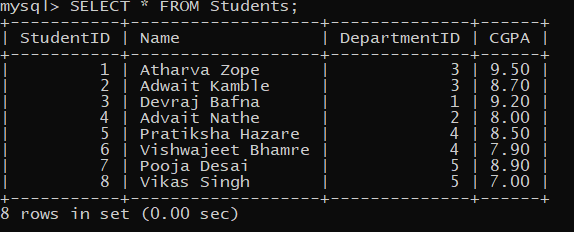 mysql> SELECT * FROM Students;
+-----------+-------------------+--------------+------+
| StudentID | Name              | DepartmentID | CGPA |
+-----------+-------------------+--------------+------+
|         1 | Atharva Zope      |            3 | 9.50 |
|         2 | Adwait Kamble     |            3 | 8.70 |
|         3 | Devraj Bafna      |            1 | 9.20 |
|         4 | Advait Nathe      |            2 | 8.00 |
|         5 | Pratiksha Hazare  |            4 | 8.50 |
|         6 | Vishwajeet Bhamre |            4 | 7.90 |
|         7 | Pooja Desai       |            5 | 8.90 |
|         8 | Vikas Singh       |            5 | 7.00 |
+-----------+-------------------+--------------+------+
8 rows in set (0.00 sec)